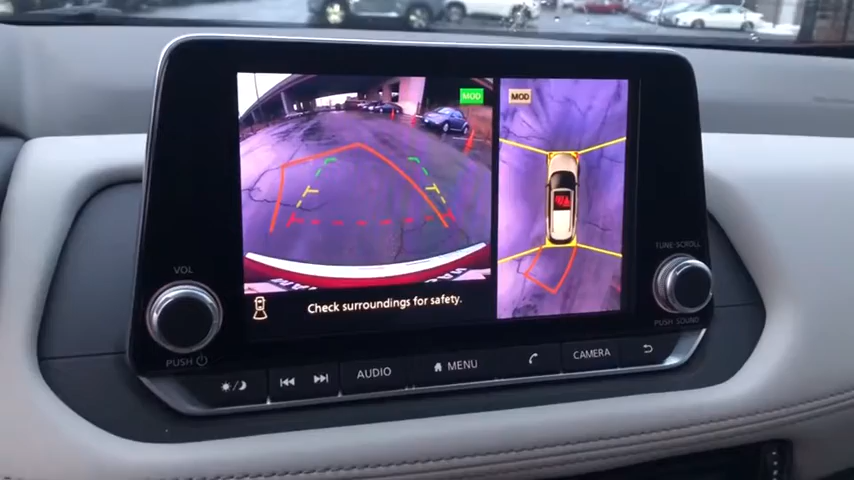 MOD
MOD
Check surroundings for safety.
VOL
PUSH
TUNE·SCROLL
PUSH SOUND
AUDIO
MENU
CAMERA